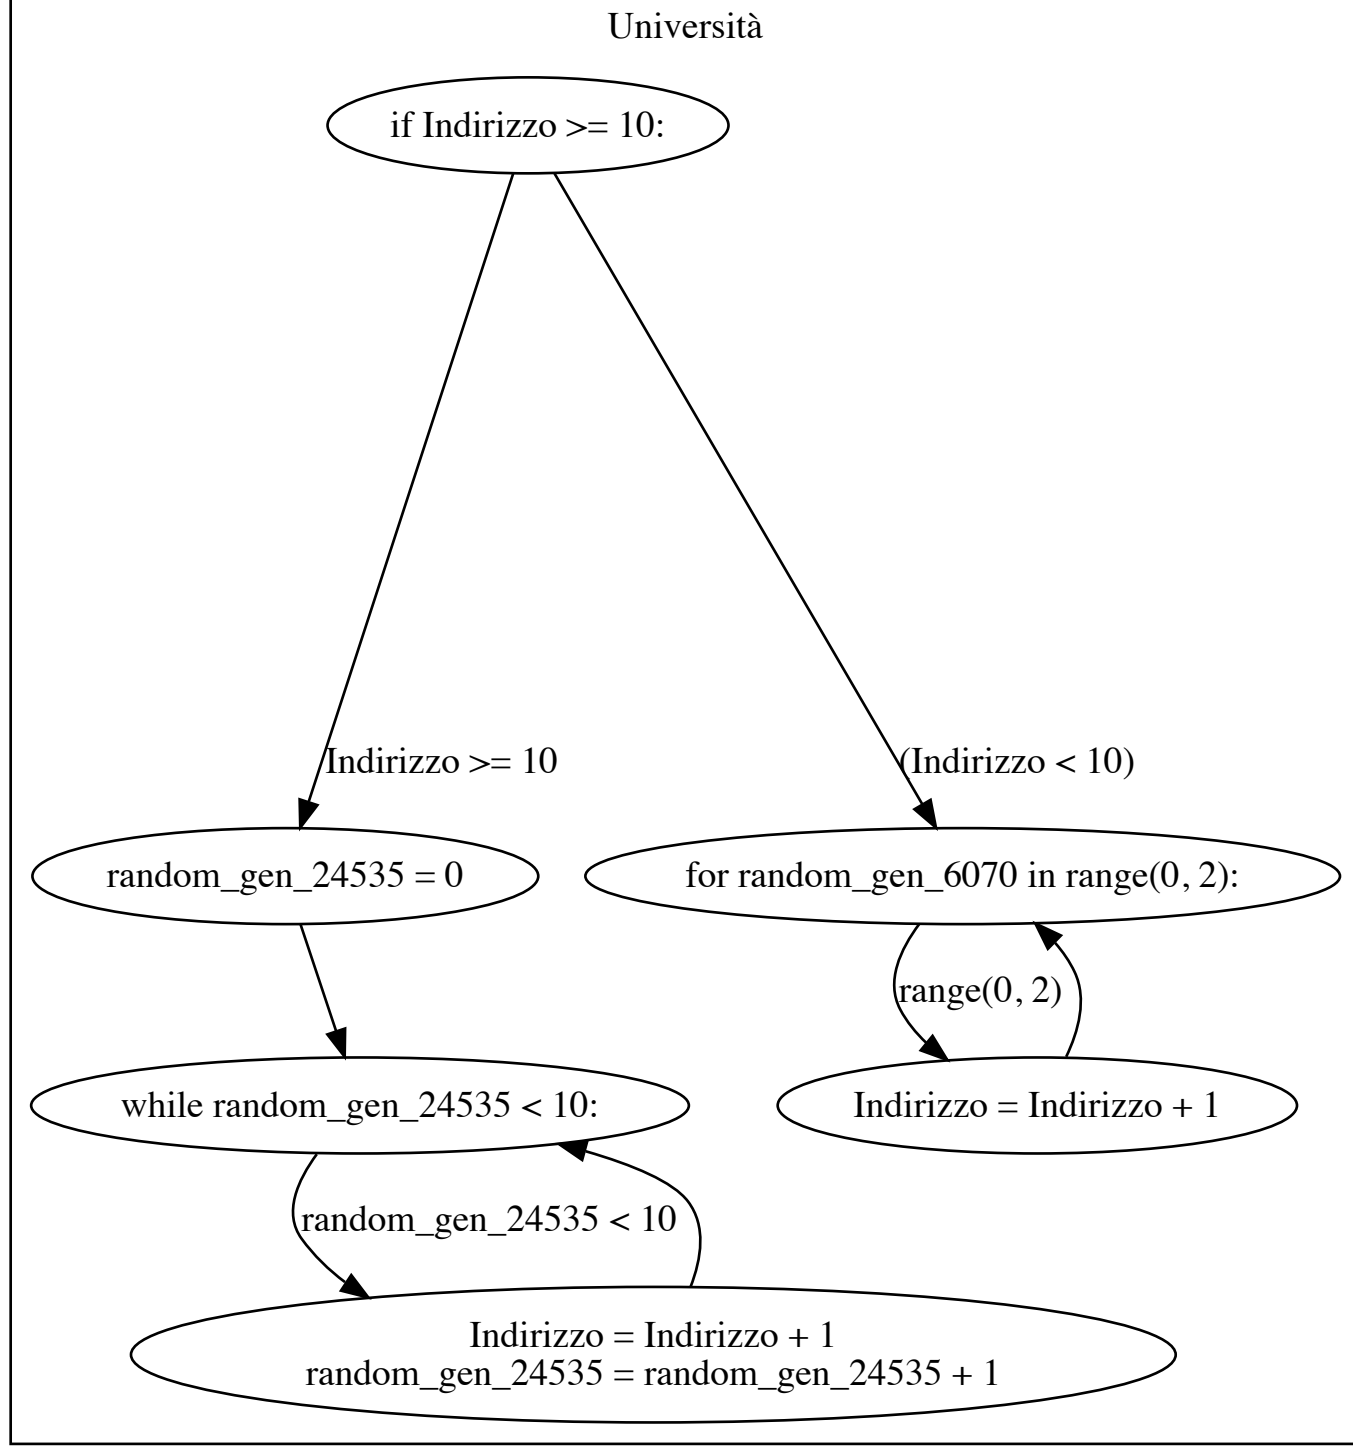 Università
if Indirizzo >= 10:
Indirizzo >= 10
(Indirizzo < 10)
random_gen_24535 = 0
for random_gen_6070 in range(0, 2):
range(0, 2)
while random_gen_24535 < 10:
Indirizzo = Indirizzo + 1
random_gen_24535 < 10
Indirizzo = Indirizzo + 1
random_gen_24535 = random_gen_24535 + 1